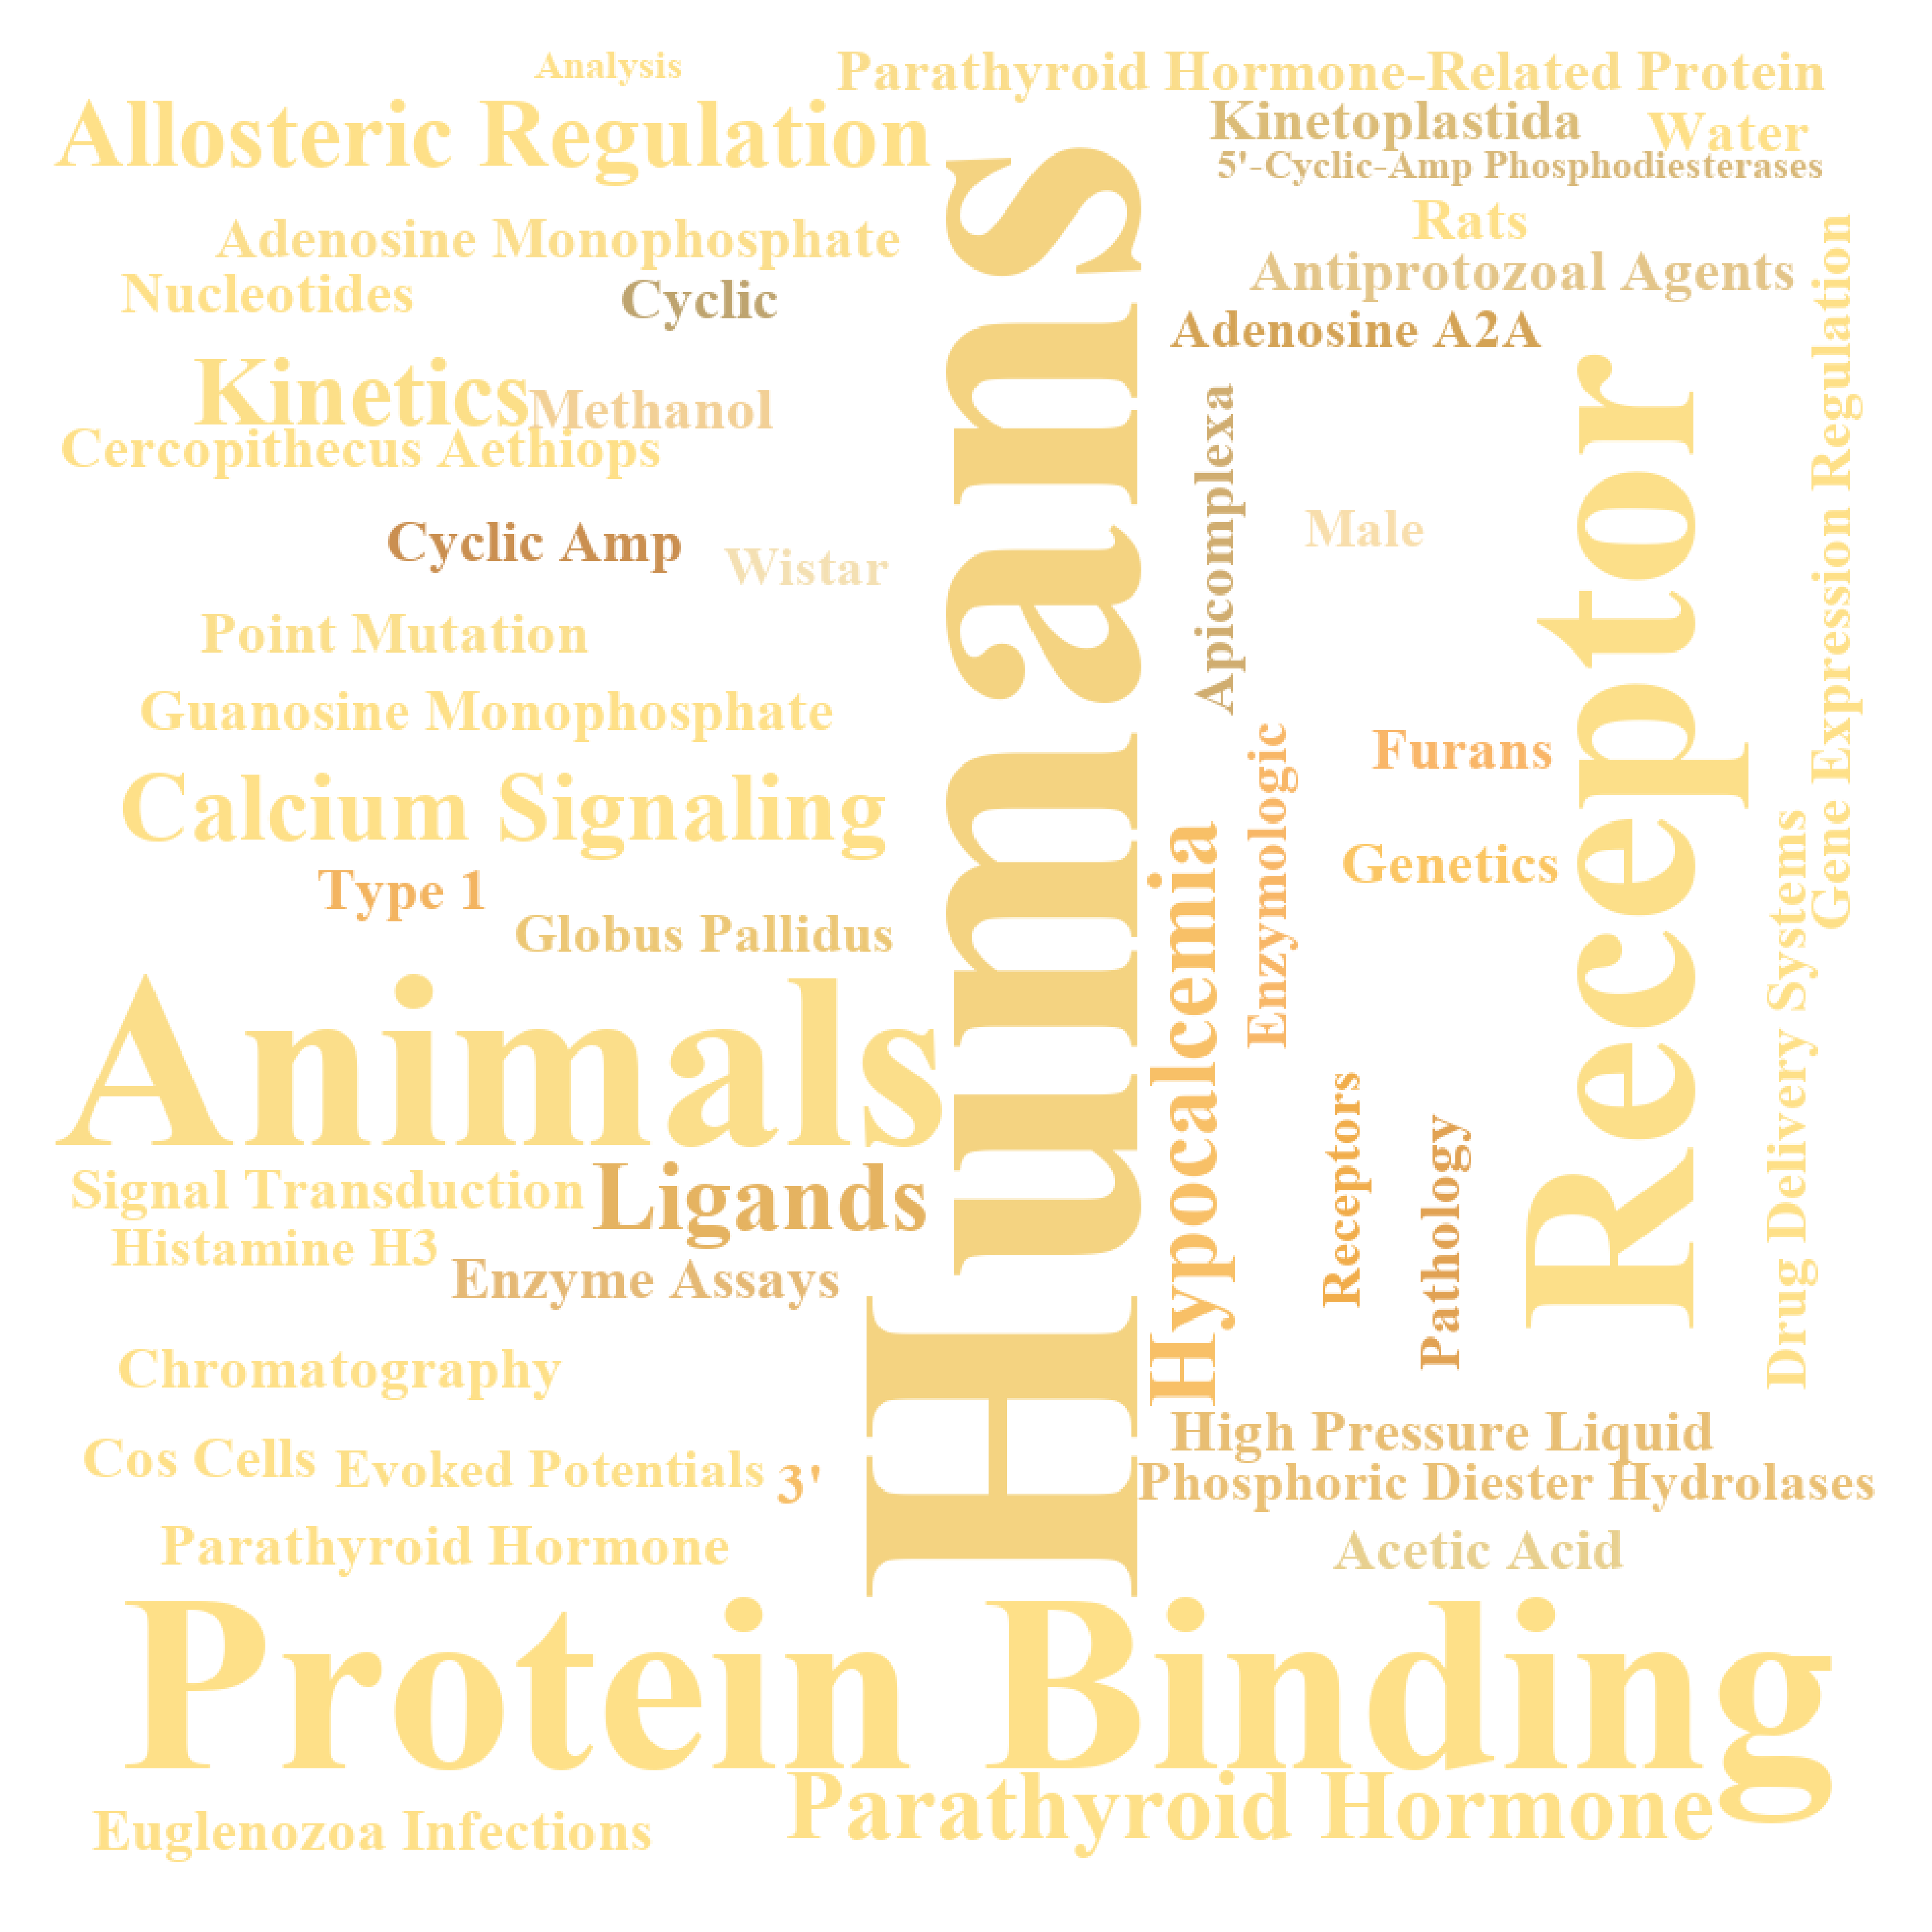 Analysis
Parathyroid Hormone-Related Protein
Allosteric Regulation
Kinetoplastida
Water
5'-Cyclic-Amp Phosphodiesterases
Adenosine Monophosphate
Rats
Nucleotides
Cyclic
Antiprotozoal Agents
Adenosine A2A
Kinetics
Methanol
Cercopithecus Aethiops
Cyclic Amp
Wistar
Male
Point Mutation
Guanosine Monophosphate
Furans
Calcium Signaling
Genetics
Type 1
Globus Pallidus
Humans
Apicomplexa
Enzymologic
Hypocalcemia
Receptor
Gene Expression Regulation
Drug Delivery Systems
Receptors
Pathology
Animals
Signal Transduction
Ligands
Histamine H3
Enzyme Assays
Chromatography
High Pressure Liquid
Cos Cells
Evoked Potentials
3'
Phosphoric Diester Hydrolases
Parathyroid Hormone
Acetic Acid
Protein Binding
Parathyroid Hormone
Euglenozoa Infections